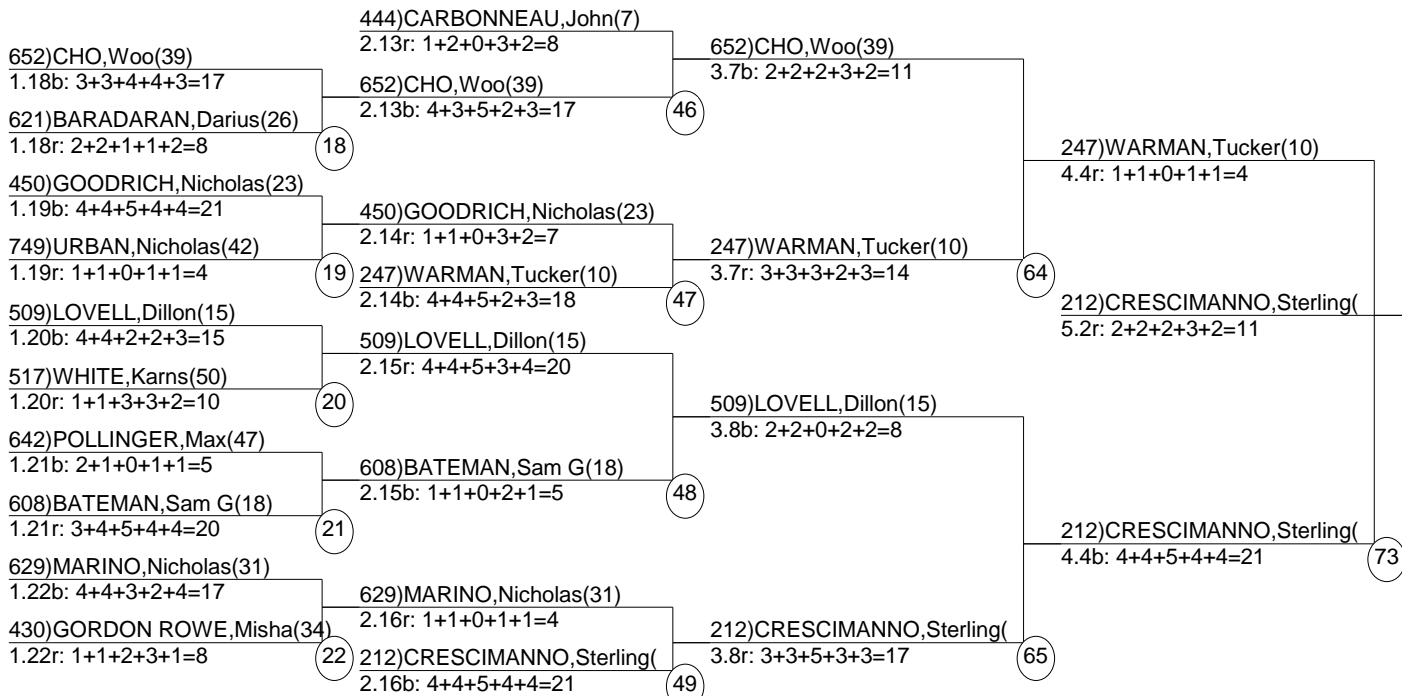 652)CHO,Woo(39)
1.18b: 3+3+4+4+3=17
621)BARADARAN,Darius(26)
1.18r: 2+2+1+1+2=8
18
450)GOODRICH,Nicholas(23)
1.19b: 4+4+5+4+4=21
749)URBAN,Nicholas(42)
1.19r: 1+1+0+1+1=4
19
509)LOVELL,Dillon(15)
1.20b: 4+4+2+2+3=15
517)WHITE,Karns(50)
1.20r: 1+1+3+3+2=10
20
642)POLLINGER,Max(47)
1.21b: 2+1+0+1+1=5
608)BATEMAN,Sam G(18)
1.21r: 3+4+5+4+4=20
21
629)MARINO,Nicholas(31)
1.22b: 4+4+3+2+4=17
430)GORDON ROWE,Misha(34)
1.22r: 1+1+2+3+1=8
22
444)CARBONNEAU,John(7)
2.13r: 1+2+0+3+2=8
652)CHO,Woo(39)
2.13b: 4+3+5+2+3=17
46
450)GOODRICH,Nicholas(23)
2.14r: 1+1+0+3+2=7
247)WARMAN,Tucker(10)
2.14b: 4+4+5+2+3=18
47
509)LOVELL,Dillon(15)
2.15r: 4+4+5+3+4=20
608)BATEMAN,Sam G(18)
2.15b: 1+1+0+2+1=5
48
629)MARINO,Nicholas(31)
2.16r: 1+1+0+1+1=4
212)CRESCIMANNO,Sterling(
2.16b: 4+4+5+4+4=21
49
652)CHO,Woo(39)
3.7b: 2+2+2+3+2=11
247)WARMAN,Tucker(10)
3.7r: 3+3+3+2+3=14
64
509)LOVELL,Dillon(15)
3.8b: 2+2+0+2+2=8
212)CRESCIMANNO,Sterling(
3.8r: 3+3+5+3+3=17
65
247)WARMAN,Tucker(10)
4.4r: 1+1+0+1+1=4
212)CRESCIMANNO,Sterling(
5.2r: 2+2+2+3+2=11
212)CRESCIMANNO,Sterling(
4.4b: 4+4+5+4+4=21
73